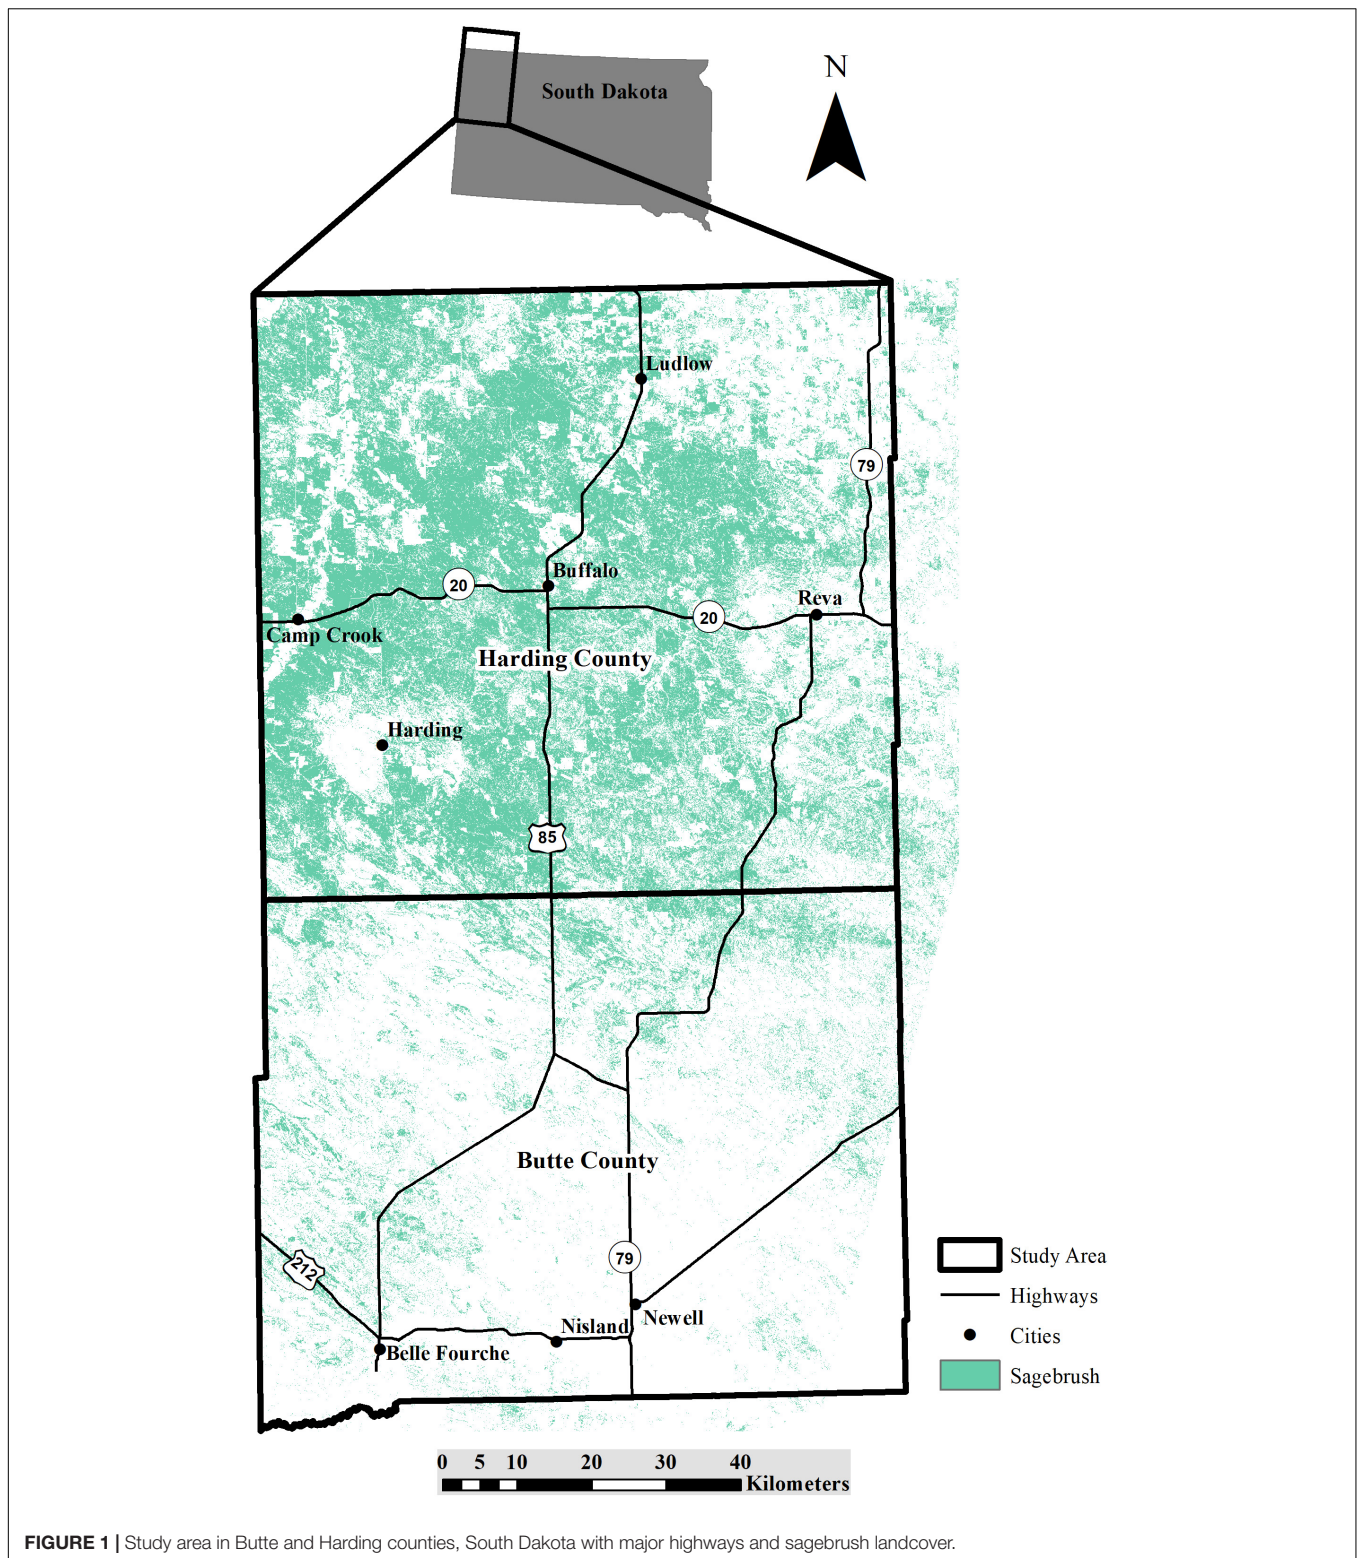 South Dakota
N
Ludlow
79
Buffalo
20
Reva
20
Camp Crook
Harding County
Harding
85
Butte County
212
79
Newell
Nisland
Belle Fourche
Study Area
Highways
Cities
Sagebrush
0 5 10 20 30 40
Kilometers
FIGURE 1 | Study area in Butte and Harding counties, South Dakota with major highways and sagebrush landcover.